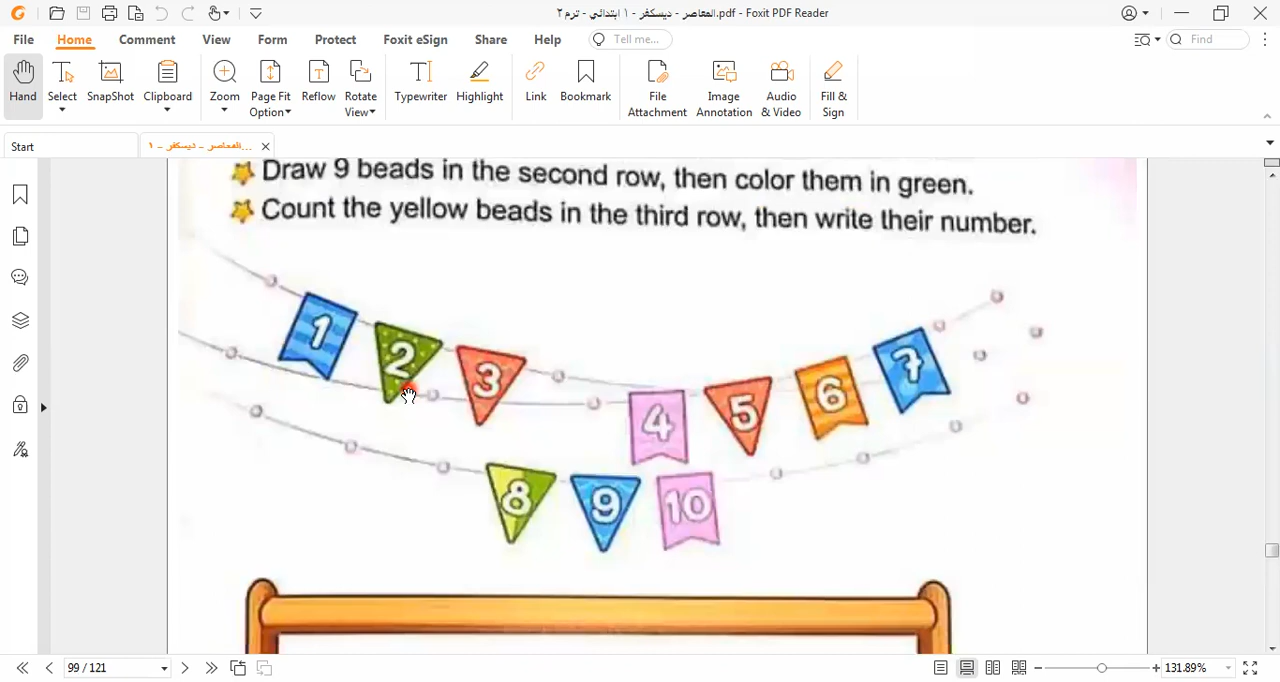 المعاصر - ديسكفر - ١ ابتدائي - ترم٢.pdf - Foxit PDF Reader
File Home Comment View Form Protect Foxit eSign Share Help Tell me... Find
Hand Select SnapShot Clipboard Zoom Page Fit Option Reflow Rotate View Typewriter Highlight Link Bookmark File Attachment Image Annotation Audio & Video Fill & Sign
Start المعاصر - ديسكفر - ١...
Draw 9 beads in the second row, then color them in green.
Count the yellow beads in the third row, then write their number.
1 2 3 4 5 6 7
8 9 10
99 / 121 131.89%